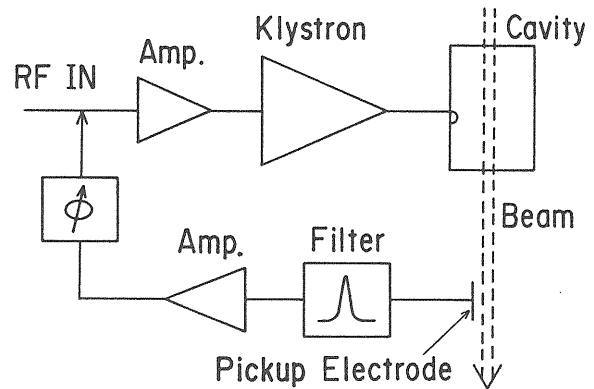 Klystron
Cavity
Amp.
RF IN
ϕ
Beam
Amp.
Filter
Pickup Electrode